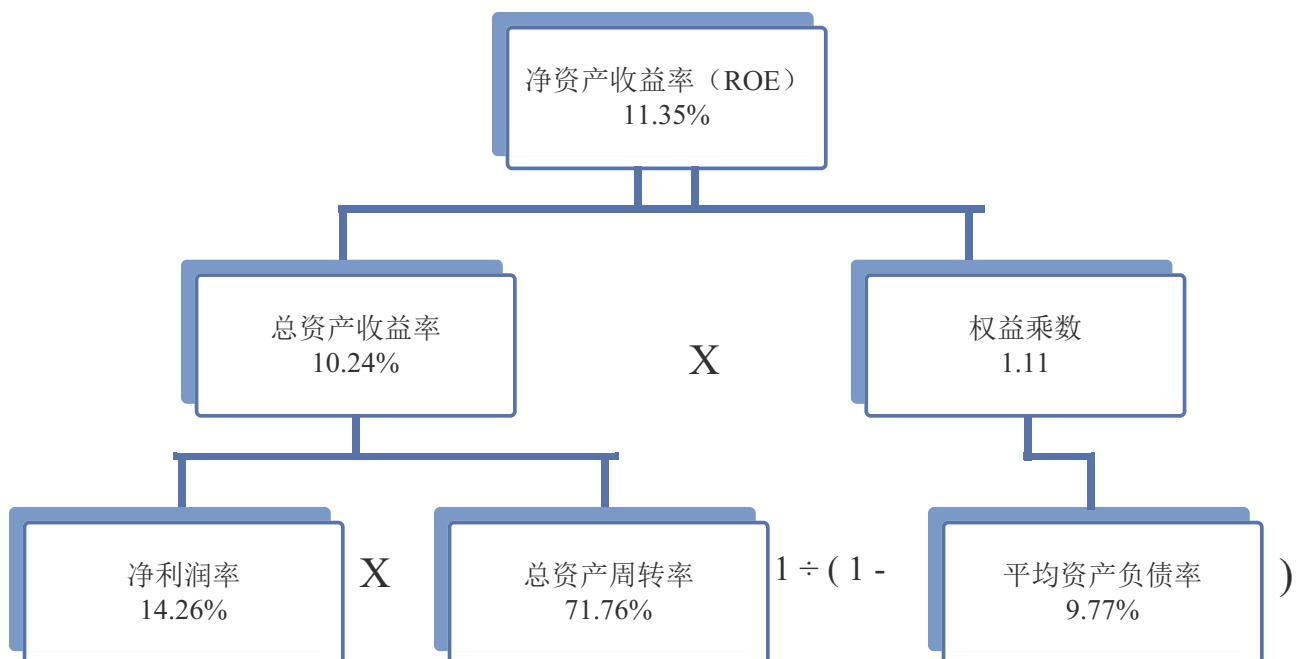 净资产收益率（ROE）
11.35%
总资产收益率
10.24%
X
权益乘数
1.11
净利润率
14.26%
X
总资产周转率
71.76%
1 ÷ ( 1 -
平均资产负债率
9.77%
)